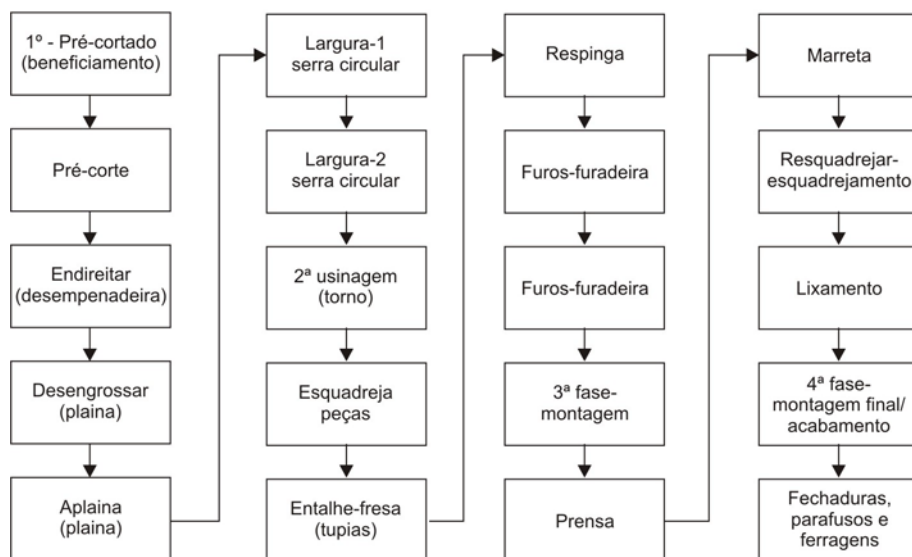 1º - Pré-cortado
(beneficiamento)
Pré-corte
Endireitar
(desempenadeira)
Desengrossar
(plaina)
Aplaina
(plaina)
Largura-1
serra circular
Largura-2
serra circular
2ª usinagem
(torno)
Esquadreja
peças
Entalhe-fresa
(tupias)
Respinga
Furos-furadeira
Furos-furadeira
3ª fase-
montagem
Prensa
Marreta
Resquadrejar-
esquadrejamento
Lixamento
4ª fase-
montagem final/
acabamento
Fechaduras,
parafusos e
ferragens